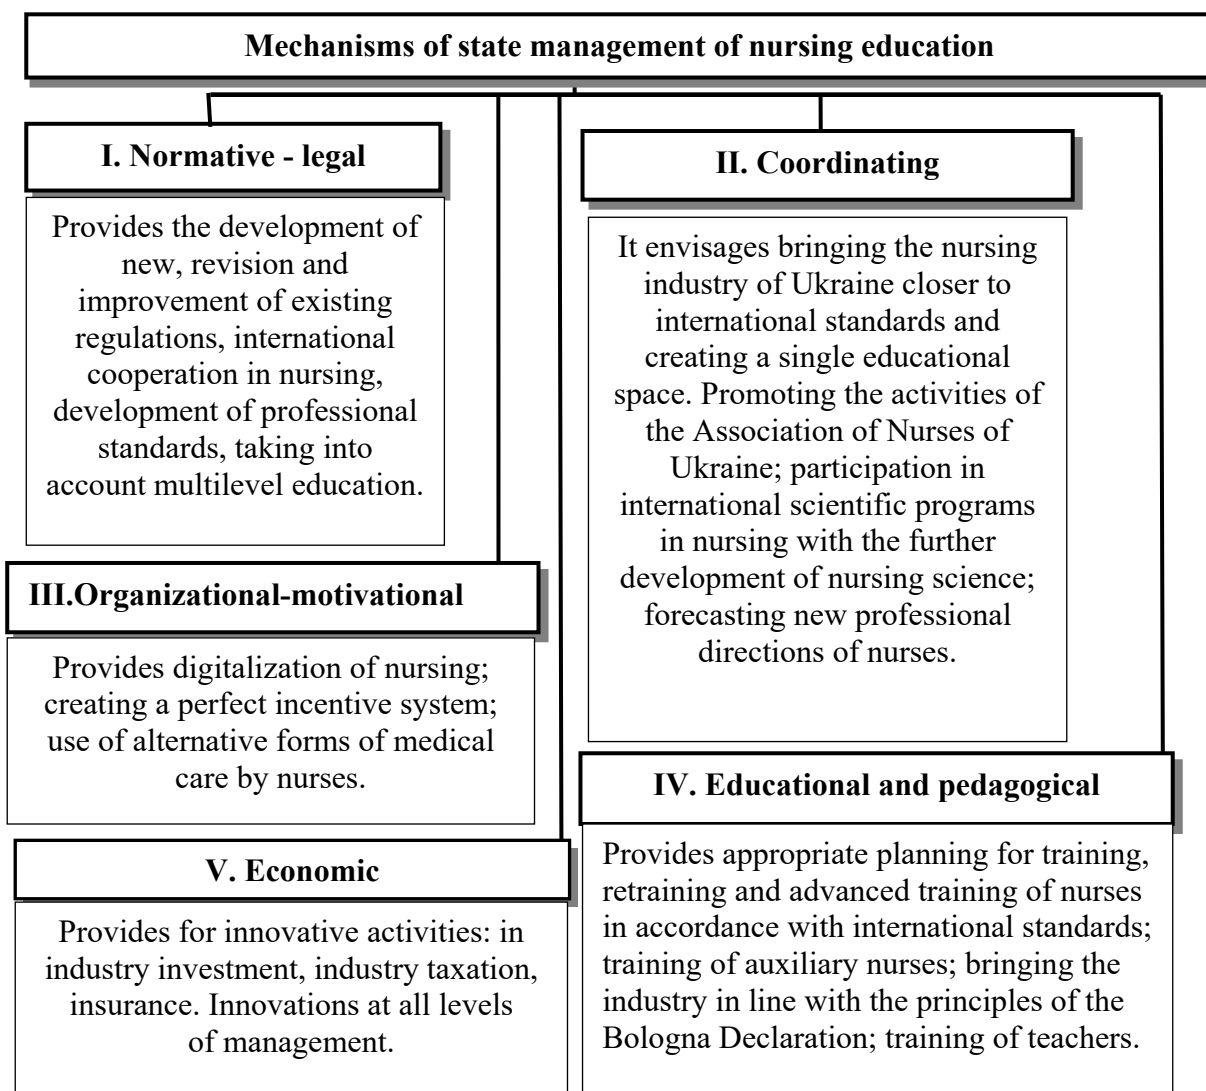 Mechanisms of state management of nursing education
I. Normative - legal
Provides the development of
new, revision and
improvement of existing
regulations, international
cooperation in nursing,
development of professional
standards, taking into
account multilevel education.
II. Coordinating
It envisages bringing the nursing
industry of Ukraine closer to
international standards and
creating a single educational
space. Promoting the activities of
the Association of Nurses of
Ukraine; participation in
international scientific programs
in nursing with the further
development of nursing science;
forecasting new professional
directions of nurses.
III.Organizational-motivational
Provides digitalization of nursing;
creating a perfect incentive system;
use of alternative forms of medical
care by nurses.
IV. Educational and pedagogical
Provides appropriate planning for training,
retraining and advanced training of nurses
in accordance with international standards;
training of auxiliary nurses; bringing the
industry in line with the principles of the
Bologna Declaration; training of teachers.
V. Economic
Provides for innovative activities: in
industry investment, industry taxation,
insurance. Innovations at all levels
of management.